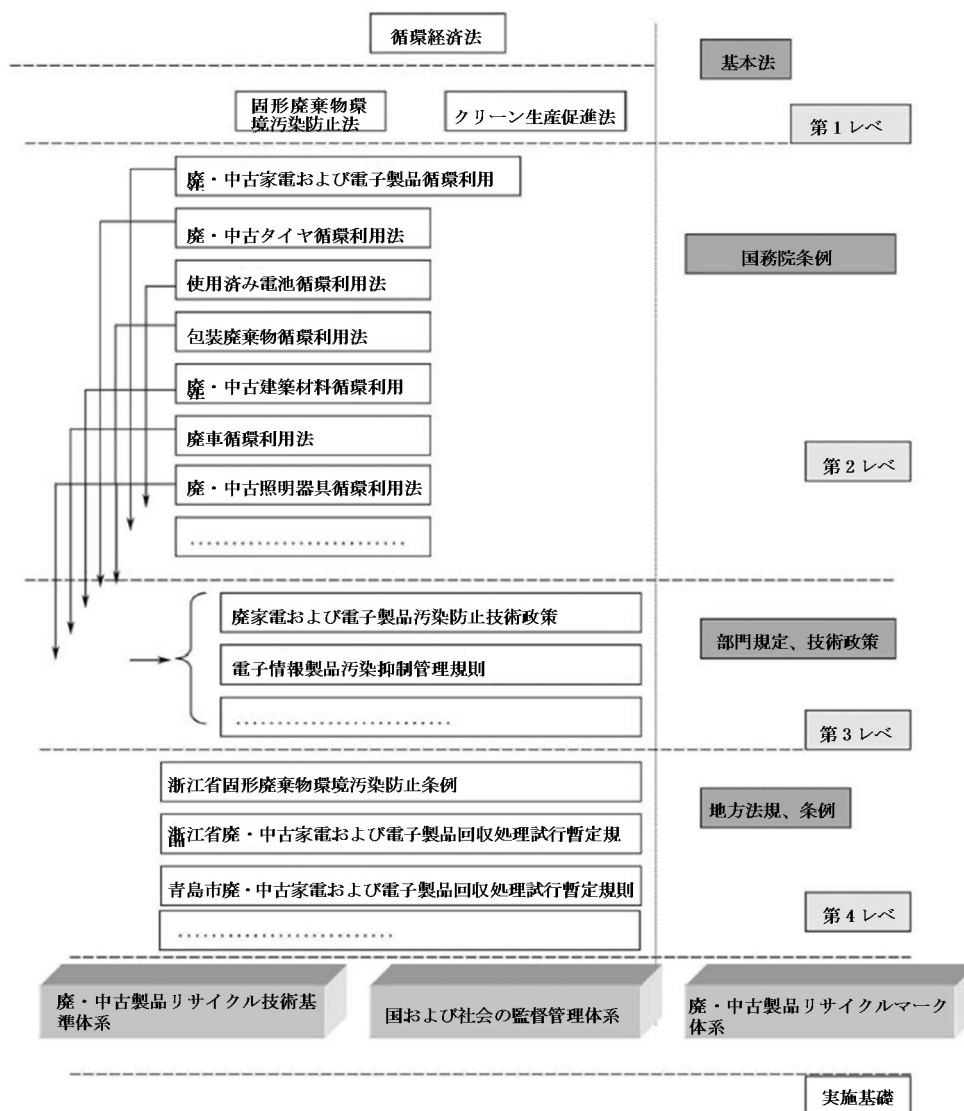 循環経済法
基本法
固形廃棄物環
境汚染防止法
クリーン生産促進法
第1レベ
廃・中古家電および電子製品循環利用
廃・中古タイヤ循環利用法
国務院条例
使用済み電池循環利用法
包装廃棄物循環利用法
廃・中古建築材料循環利用
廃車循環利用法
第2レベ
廃・中古照明器具循環利用法
..........................
廃家電および電子製品汚染防止技術政策
部門規定、技術政策
電子情報製品汚染抑制管理規則
..........................
第3レベ
浙江省固形廃棄物環境汚染防止条例
地方法規、条例
浙江省廃・中古家電および電子製品回収処理試行暫定規
青島市廃・中古家電および電子製品回収処理試行暫定規則
第4レベ
..........................
廃・中古製品リサイクル技術基
準体系
国および社会の監督管理体系
廃・中古製品リサイクルマーク
体系
実施基礎